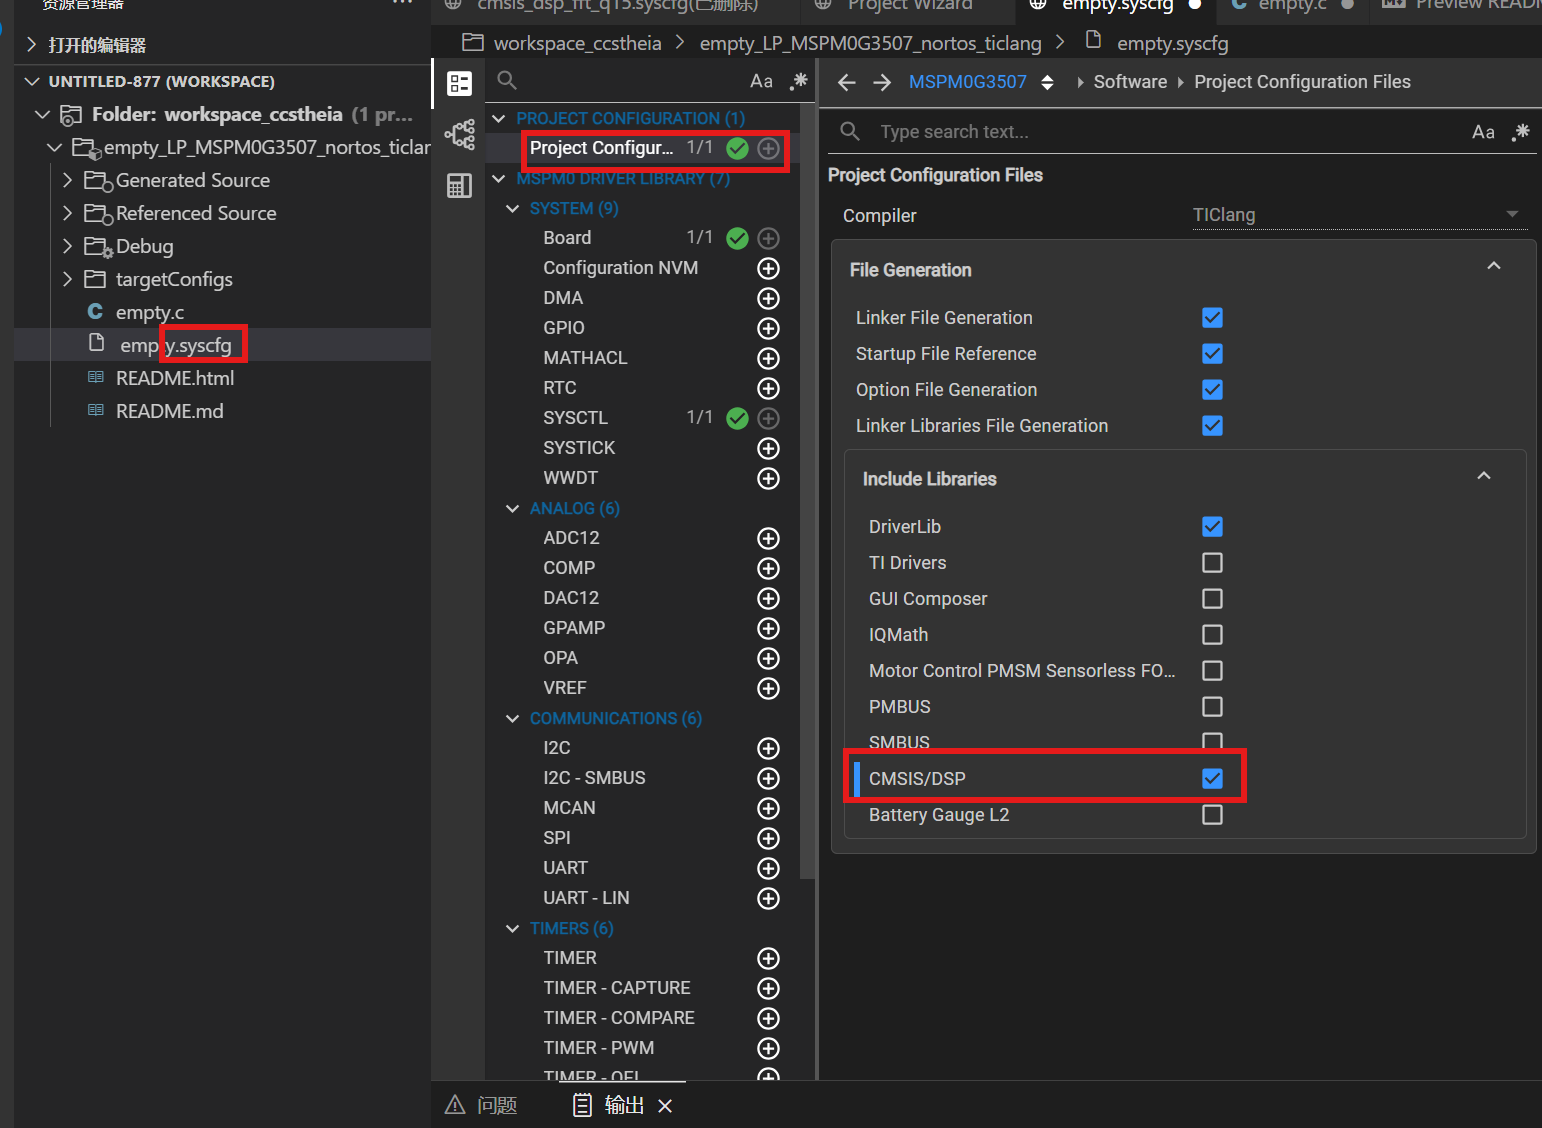 资源管理器
打开的编辑器
UNTITLED-877 (WORKSPACE)
Folder: workspace_ccstheia (1 pr...
empty_LP_MSPM0G3507_nortos_ticlan
Generated Source
Referenced Source
Debug
targetConfigs
empty.c
empty.syscfg
README.html
README.md
cmsis_dsp_fft_q15.syscfg(已删除)
Project Wizard
empty.syscfg
empty.c
Preview READ
workspace_ccstheia
empty_LP_MSPM0G3507_nortos_ticlang
empty.syscfg
Aa
PROJECT CONFIGURATION (1)
Project Configur... 1/1
MSPM0 DRIVER LIBRARY (7)
SYSTEM (9)
Board 1/1
Configuration NVM
DMA
GPIO
MATHACL
RTC
SYSCTL 1/1
SYSTICK
WWDT
ANALOG (6)
ADC12
COMP
DAC12
GPAMP
OPA
VREF
COMMUNICATIONS (6)
I2C
I2C - SMBUS
MCAN
SPI
UART
UART - LIN
TIMERS (6)
TIMER
TIMER - CAPTURE
TIMER - COMPARE
TIMER - PWM
TIMER - QEI
MSPM0G3507
Software
Project Configuration Files
Type search text...
Aa
Project Configuration Files
Compiler TIClang
File Generation
Linker File Generation
Startup File Reference
Option File Generation
Linker Libraries File Generation
Include Libraries
DriverLib
TI Drivers
GUI Composer
IQMath
Motor Control PMSM Sensorless FO...
PMBUS
SMBUS
CMSIS/DSP
Battery Gauge L2
问题
输出